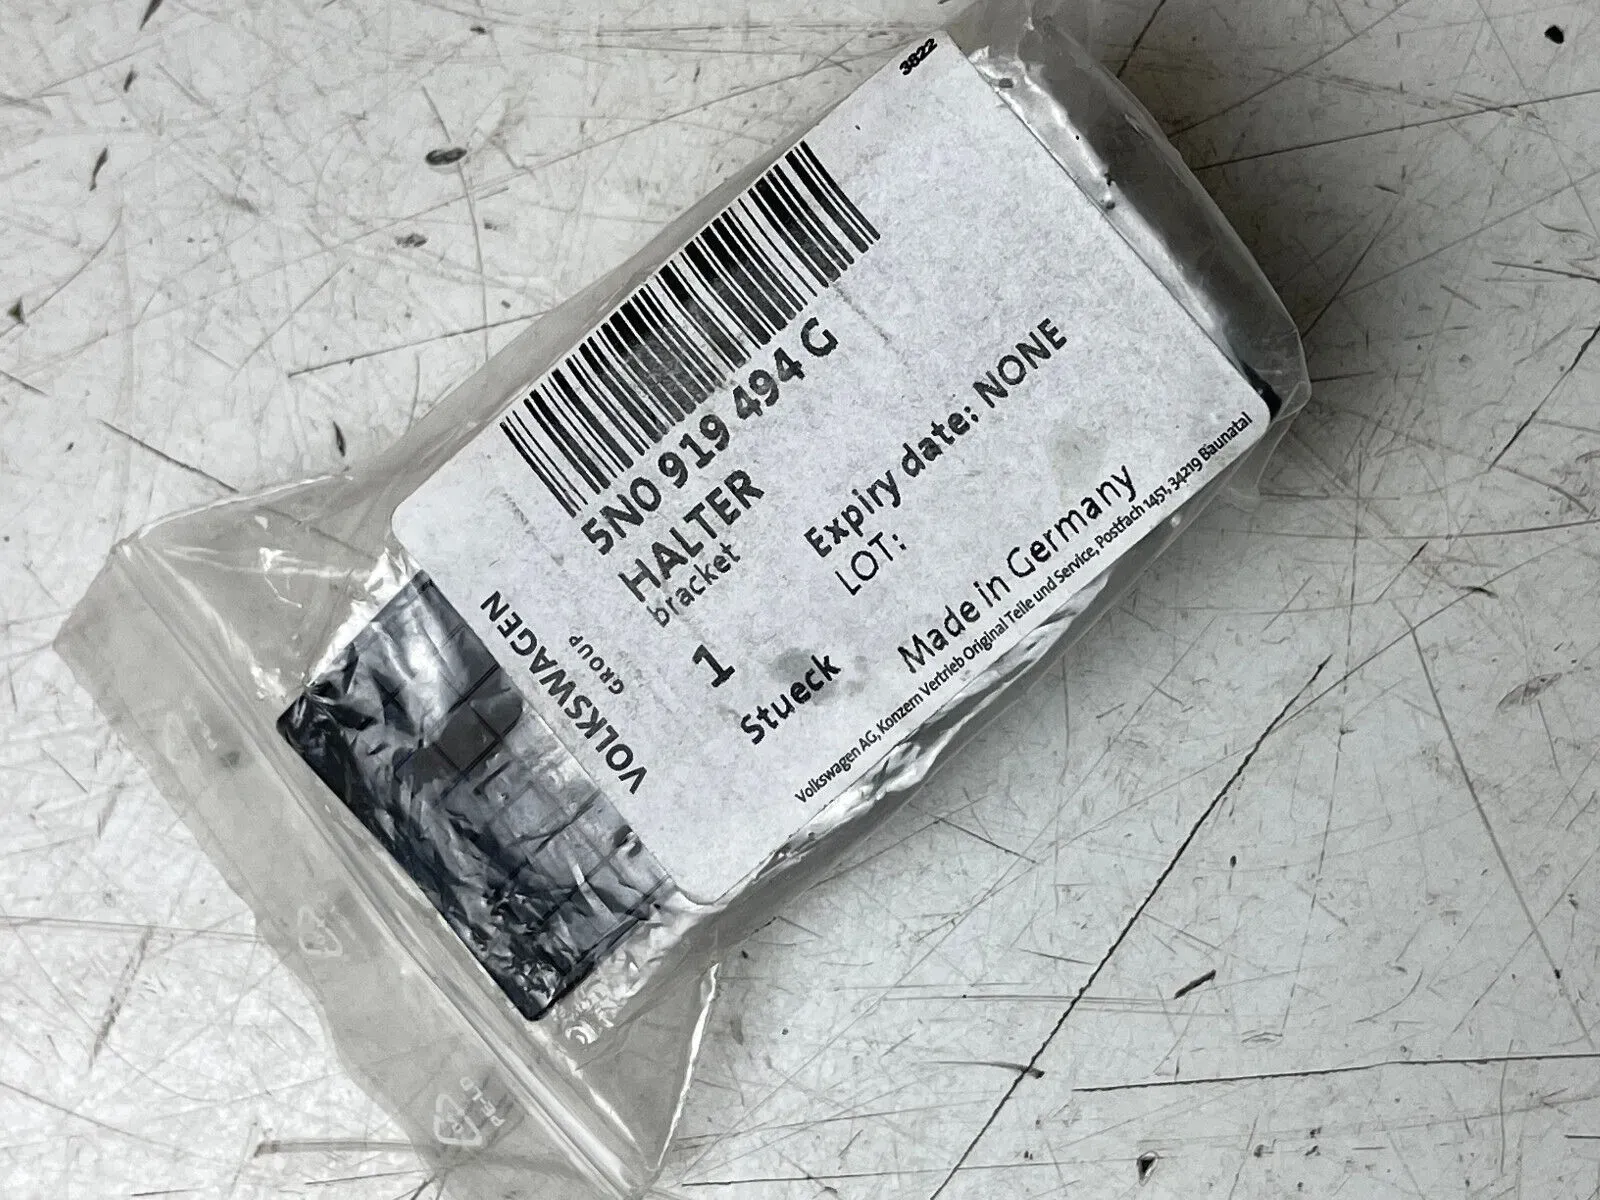 3822
5N0 919 494 G
HALTER
bracket
1
Stueck
Expiry date: NONE
LOT:
Made in Germany
Volkswagen AG, Konzern Vertrieb Original Teile und Service, Postfach 1451, 34219 Baunatal
VOLKSWAGEN
GROUP
PELD